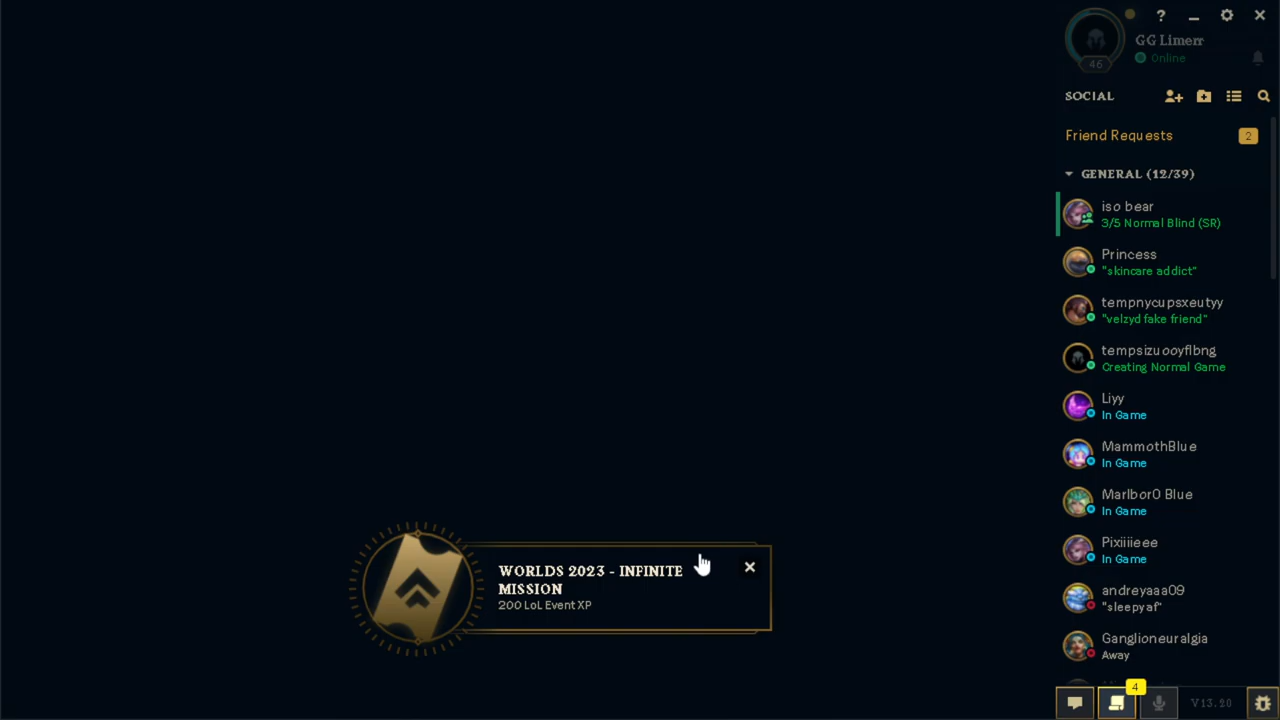 ?
GG Limerr
46
Online
SOCIAL
Friend Requests
2
GENERAL (12/39)
iso bear
3/5 Normal Blind (SR)
Princess
"skincare addict"
tempnycupsxeutyy
"velzyd fake friend"
tempsizuooyflbng
Creating Normal Game
Liyy
In Game
MammothBlue
In Game
Marlbor0 Blue
In Game
Pixiiiieee
In Game
andreyaaa09
"sleepyaf"
Ganglioneuralgia
Away
WORLDS 2023 - INFINITE
MISSION
200 LoL Event XP
4
V13.20